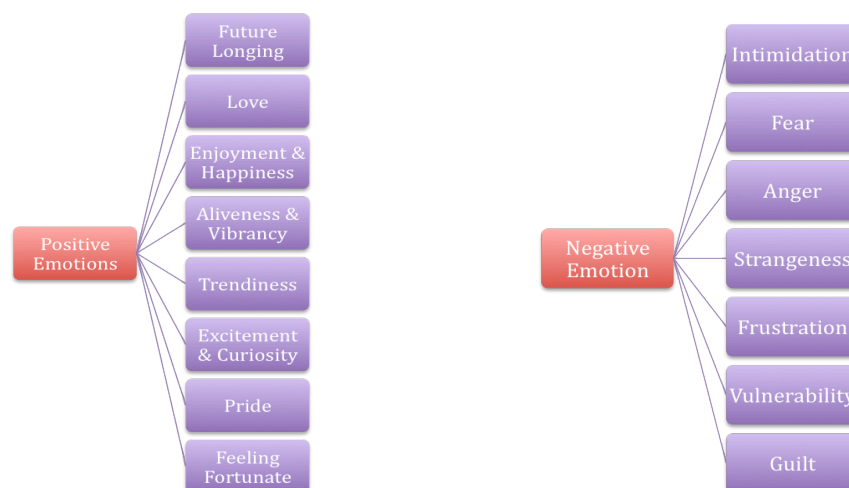 Positive
Emotions
Future
Longing
Love
Enjoyment &
Happiness
Aliveness &
Vibrancy
Trendiness
Excitement
& Curiosity
Pride
Feeling
Fortunate
Negative
Emotion
Intimidation
Fear
Anger
Strangeness
Frustration
Vulnerability
Guilt